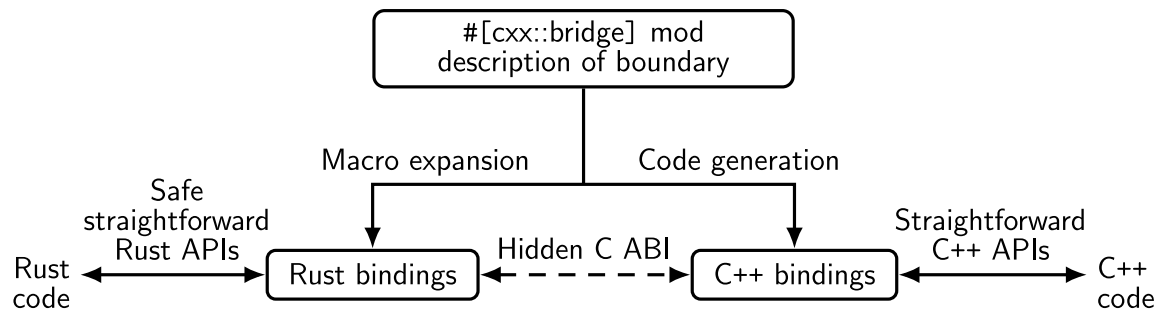 #[cxx::bridge] mod
description of boundary
Macro expansion
Code generation
Safe
straightforward
Rust APIs
Straightforward
C++ APIs
Hidden C ABI
Rust
code
Rust bindings
C++ bindings
C++
code